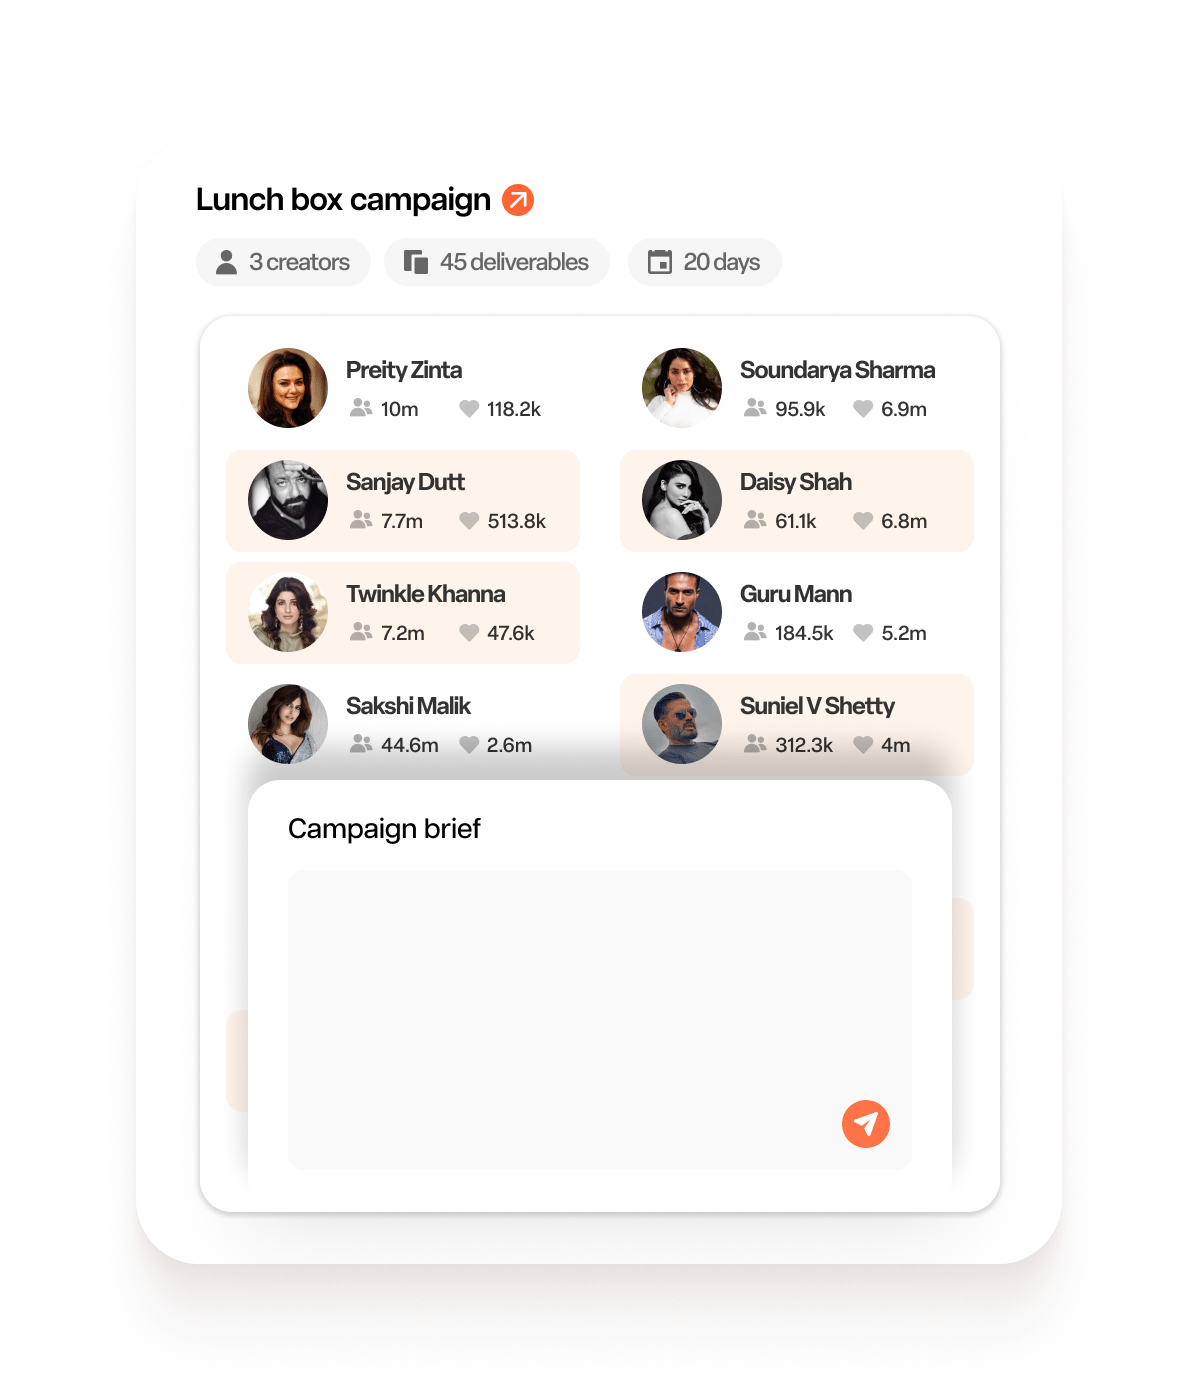 Lunch box campaign
3 creators 45 deliverables 20 days
Preity Zinta
10m 118.2k
Soundarya Sharma
95.9k 6.9m
Sanjay Dutt
7.7m 513.8k
Daisy Shah
61.1k 6.8m
Twinkle Khanna
7.2m 47.6k
Guru Mann
184.5k 5.2m
Sakshi Malik
44.6m 2.6m
Suniel V Shetty
312.3k 4m
Campaign brief